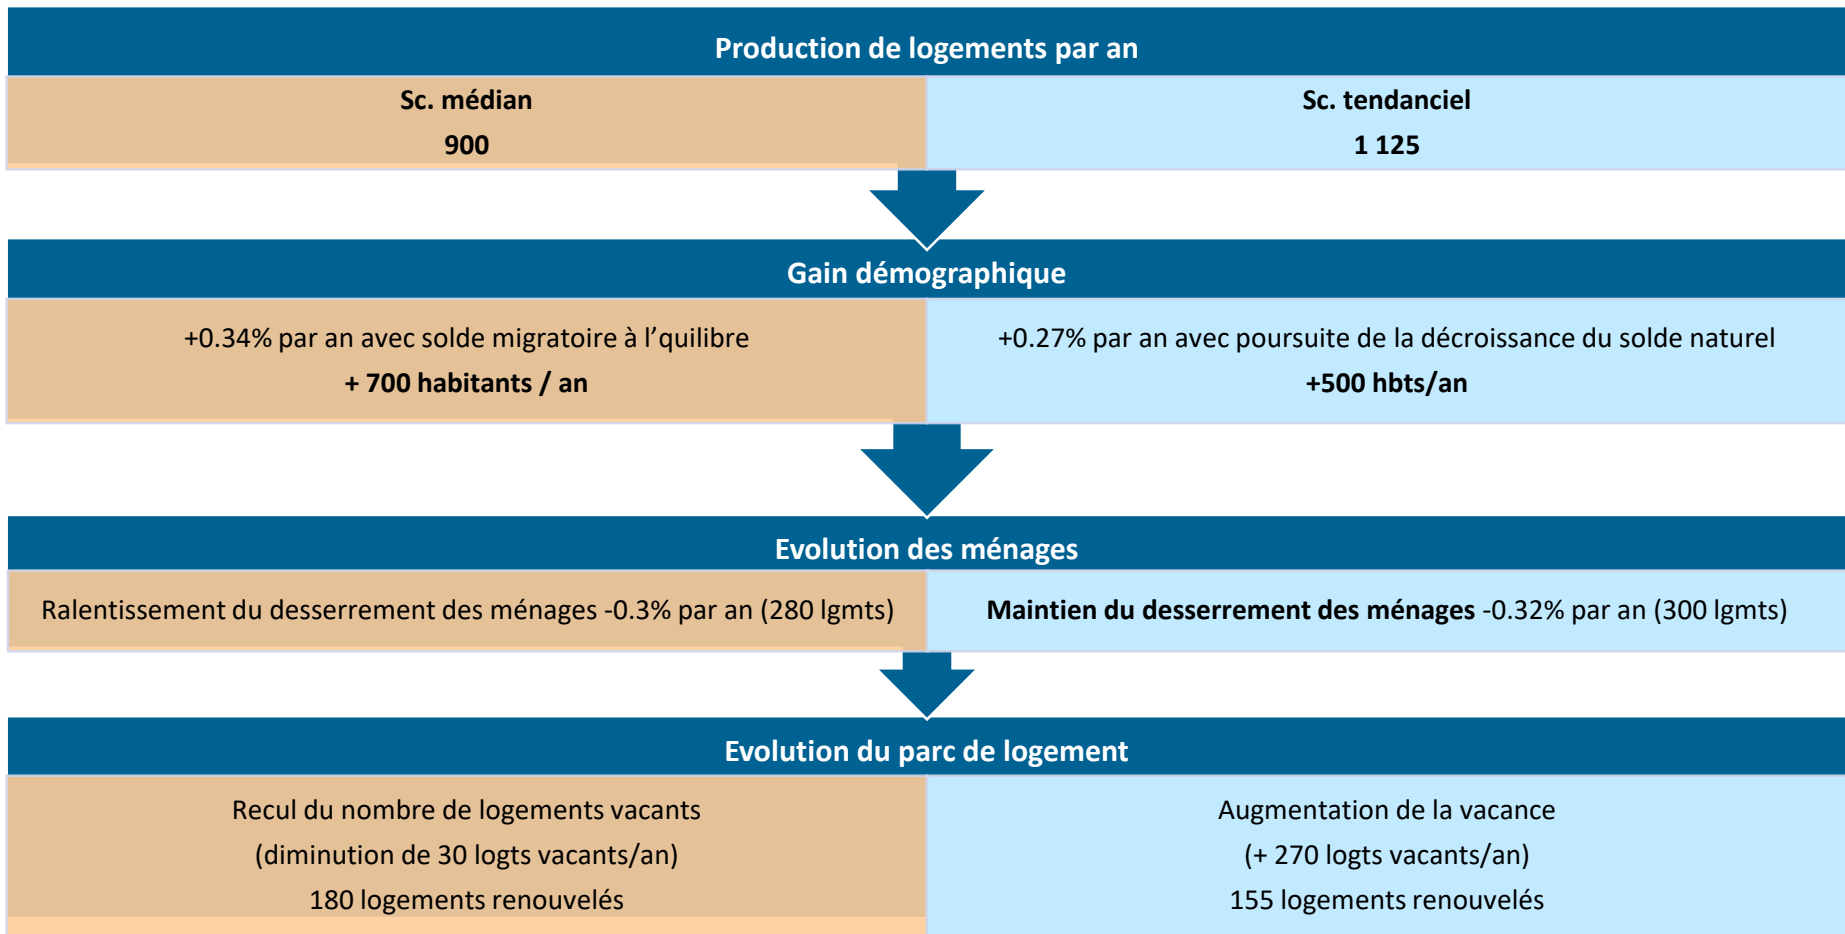 Production de logements par an
Sc. médian
900
Sc. tendanciel
1 125
Gain démographique
+0.34% par an avec solde migratoire à l'quilibre
+ 700 habitants / an
+0.27% par an avec poursuite de la décroissance du solde naturel
+500 hbts/an
Evolution des ménages
Ralentissement du desserrement des ménages -0.3% par an (280 lgmts)
Maintien du desserrement des ménages -0.32% par an (300 lgmts)
Evolution du parc de logement
Recul du nombre de logements vacants
(diminution de 30 logts vacants/an)
180 logements renouvelés
Augmentation de la vacance
(+ 270 logts vacants/an)
155 logements renouvelés